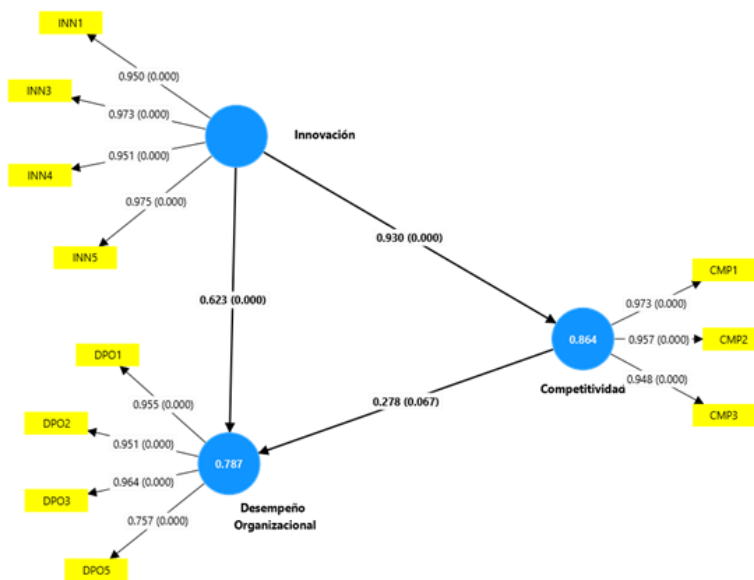 INN1
0.950 (0.000)
INN3
0.973 (0.000)
Innovación
0.951 (0.000)
INN4
0.975 (0.000)
INN5
0.930 (0.000)
CMP1
0.973 (0.000)
0.623 (0.000)
0.864
0.957 (0.000)
CMP2
DPO1
0.948 (0.000)
Competitividad
0.278 (0.067)
CMP3
0.955 (0.000)
DPO2
0.951 (0.000)
0.787
0.964 (0.000)
DPO3
0.757 (0.000)
Desempeño
Organizacional
DPO5